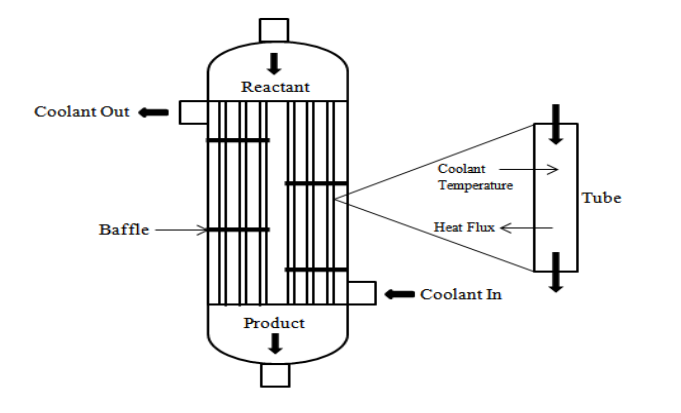 Reactant
Coolant Out
Coolant
Temperature
Tube
Baffle
Heat Flux
Coolant In
Product